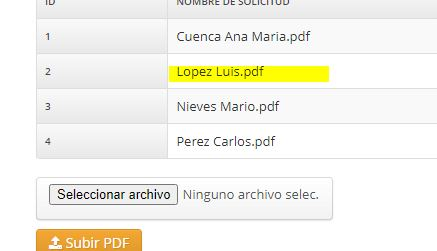 ID NOMBRE DE SOLICITUD
1 Cuenca Ana Maria.pdf
2 Lopez Luis.pdf
3 Nieves Mario.pdf
4 Perez Carlos.pdf
Seleccionar archivo Ninguno archivo selec.
Subir PDF